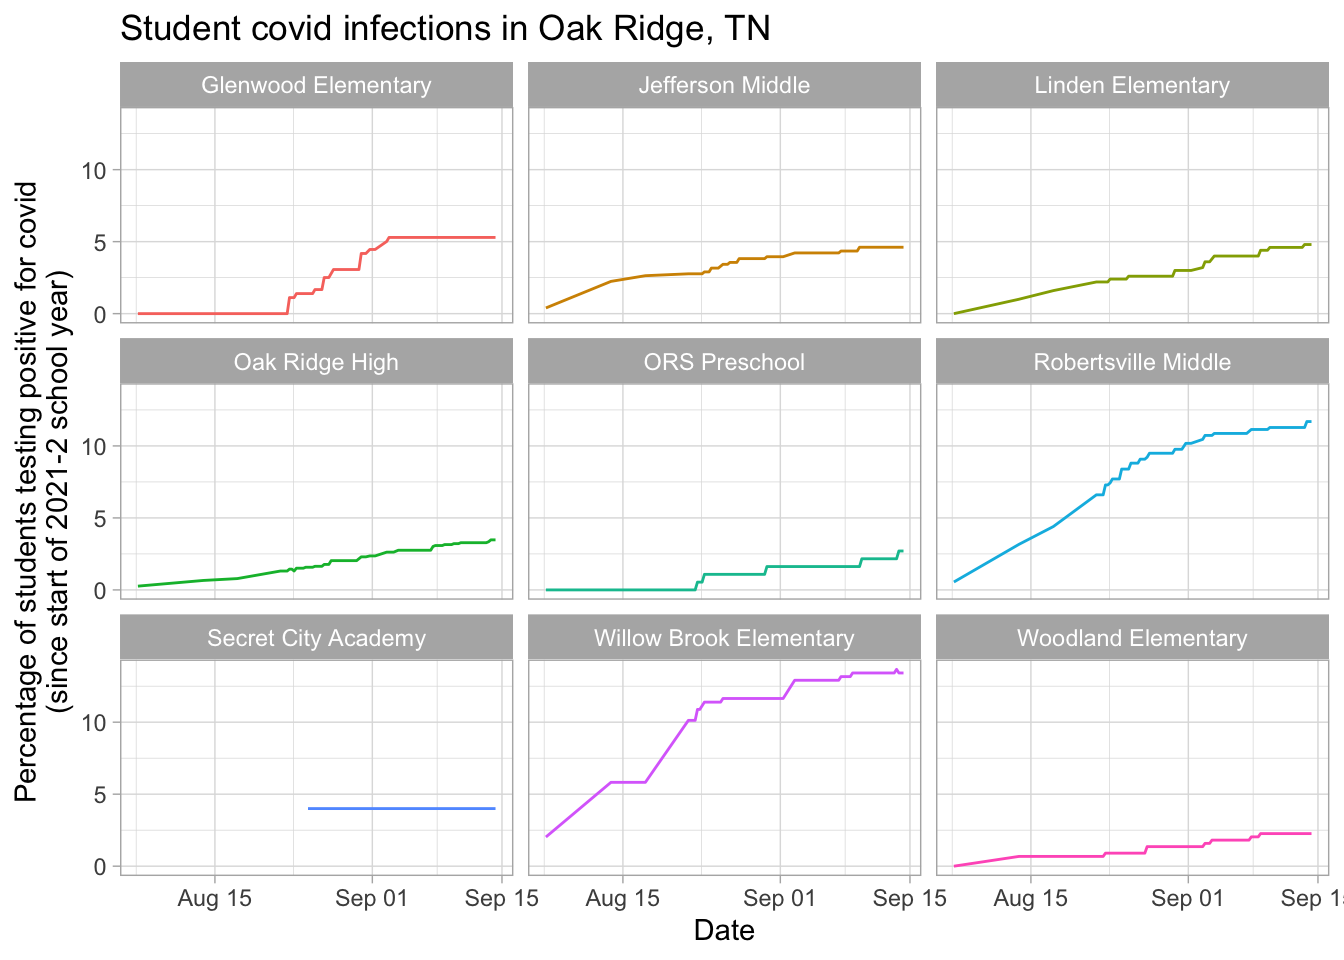 Student covid infections in Oak Ridge, TN
Percentage of students testing positive for covid
(since start of 2021-2 school year)
Glenwood Elementary
Jefferson Middle
Linden Elementary
10
5
0
Oak Ridge High
ORS Preschool
Robertsville Middle
10
5
0
Secret City Academy
Willow Brook Elementary
Woodland Elementary
10
5
0
Aug 15
Sep 01
Sep 15
Aug 15
Sep 01
Sep 15
Aug 15
Sep 01
Sep 15
Date